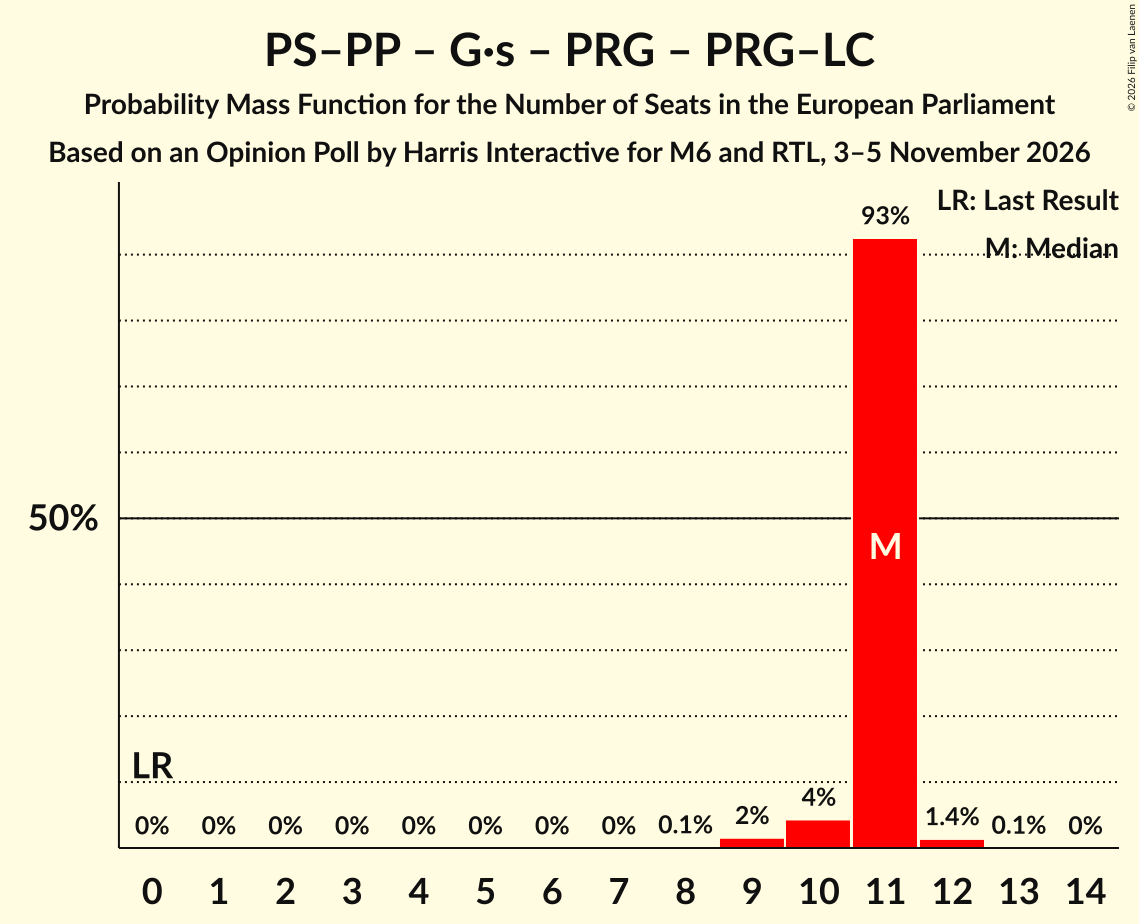 PS–PP – G·s – PRG – PRG–LC
Probability Mass Function for the Number of Seats in the European Parliament
Based on an Opinion Poll by Harris Interactive for M6 and RTL, 3–5 November 2026
© 2026 Filip van Laenen
LR: Last Result
M: Median
93%
50%
M
LR
0% 0% 0% 0% 0% 0% 0% 0% 0.1% 2% 4% 1.4% 0.1% 0%
0 1 2 3 4 5 6 7 8 9 10 11 12 13 14